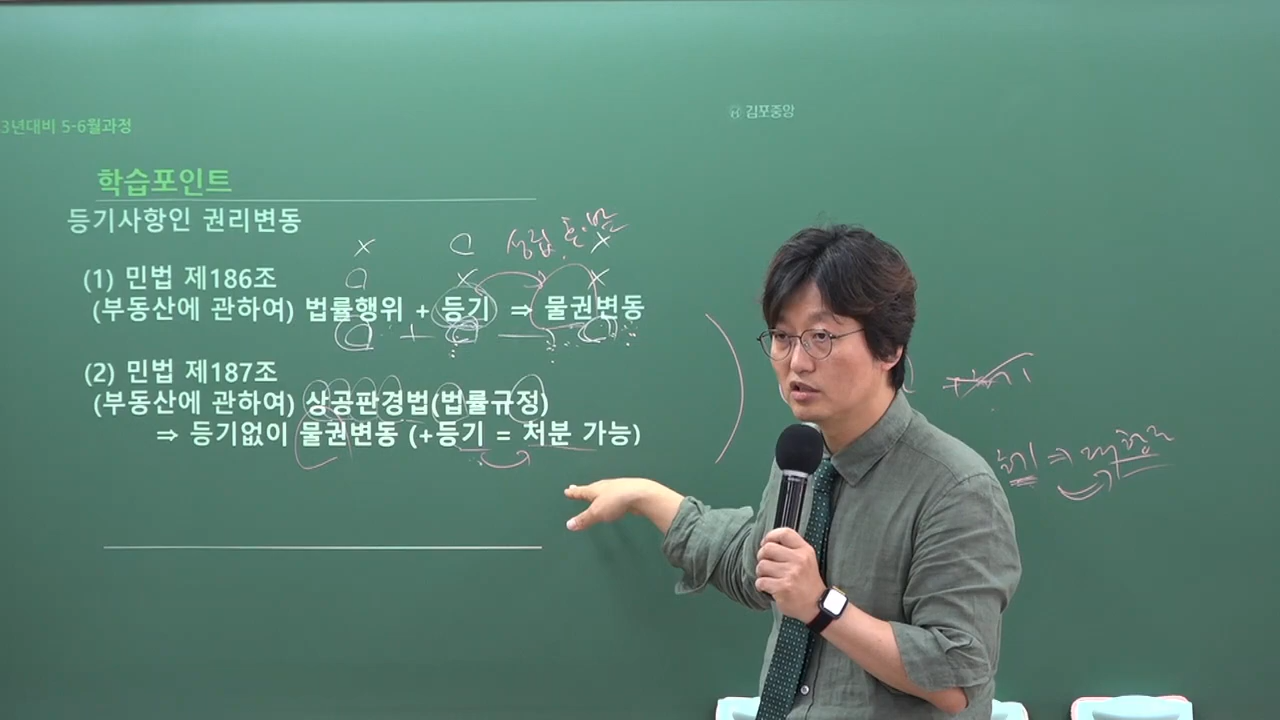 3년대비 5-6월과정
김포중앙
학습포인트
등기사항인 권리변동
x O 성립 x
(1) 민법 제186조
O x x
(부동산에 관하여) 법률행위 + 등기 ⇒ 물권변동
O + O O
(2) 민법 제187조
(부동산에 관하여) 상공판경법(법률규정)
⇒ 등기없이 물권변동 (+등기 = 처분 가능)